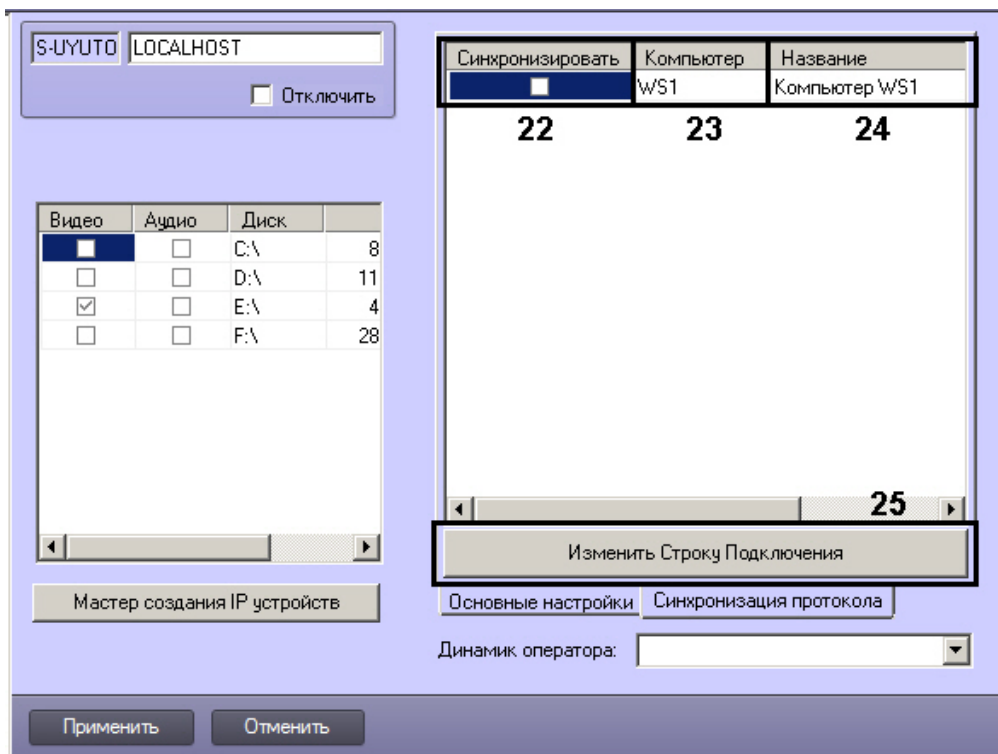 S-UYUTO LOCALHOST
Отключить
Видео Аудио Диск
C:\ 8
D:\ 11
E:\ 4
F:\ 28
Мастер создания IP устройств
Синхронизировать Компьютер Название
WS1 Компьютер WS1
22 23 24
25
Изменить Строку Подключения
Основные настройки Синхронизация протокола
Динамик оператора:
Применить Отменить